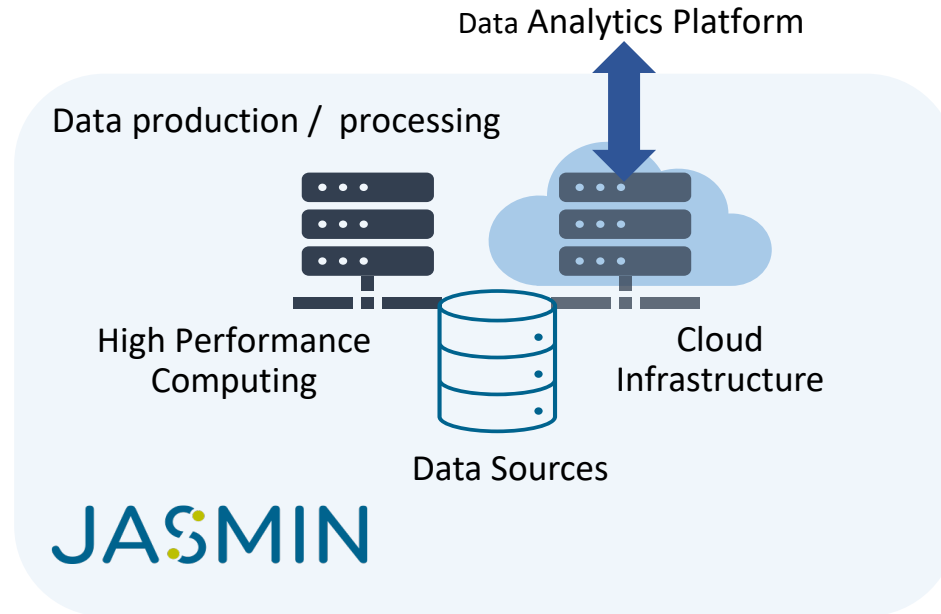 Data Analytics Platform
Data production / processing
High Performance
Computing
Cloud
Infrastructure
Data Sources
JASMIN